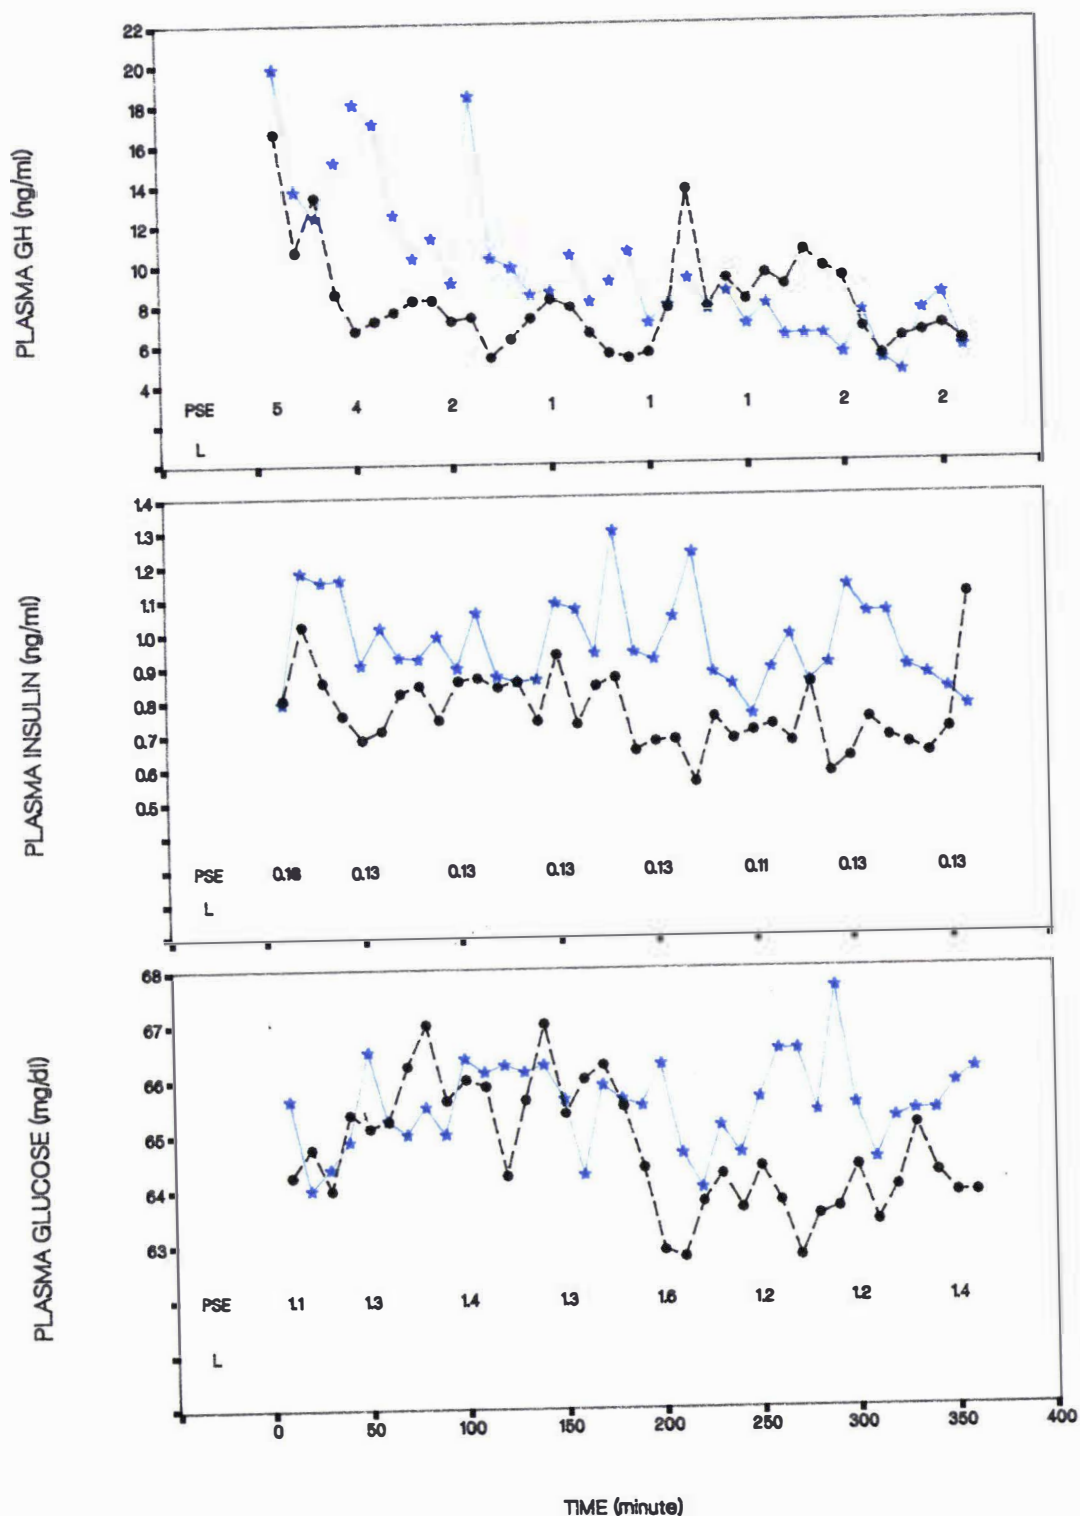 PLASMA GH (ng/ml)
22
20
18
16
14
12
10
8
6
4
PSE 5 4 2 1 1 1 2 2
L
PLASMA INSULIN (ng/ml)
1.4
1.3
1.2
1.1
1.0
0.9
0.8
0.7
0.6
0.5
PSE 0.16 0.13 0.13 0.13 0.13 0.11 0.13 0.13
L
PLASMA GLUCOSE (mg/dl)
68
67
66
65
64
63
PSE 1.1 1.3 1.4 1.3 1.6 1.2 1.2 1.4
L
0 50 100 150 200 250 300 350 400
TIME (minute)